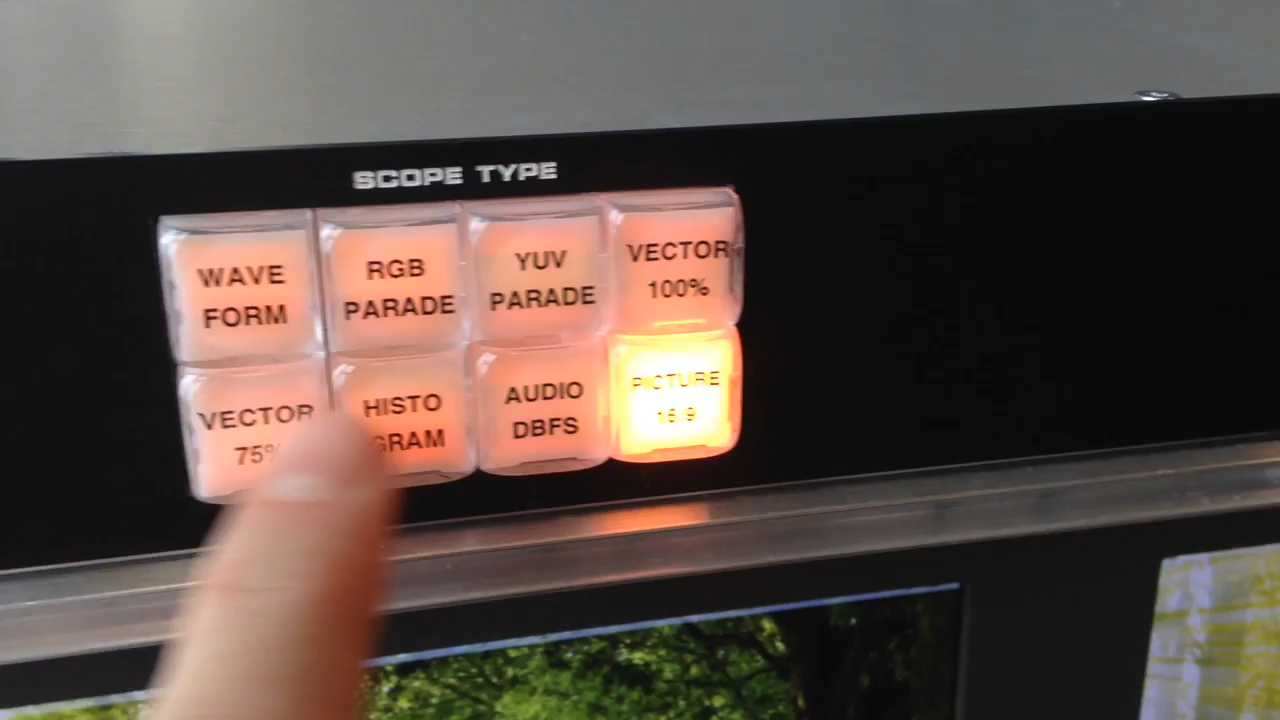 SCOPE TYPE
WAVE
FORM
RGB
PARADE
YUV
PARADE
VECTOR
100%
VECTOR
75%
HISTO
GRAM
AUDIO
DBFS
PICTURE
16:9